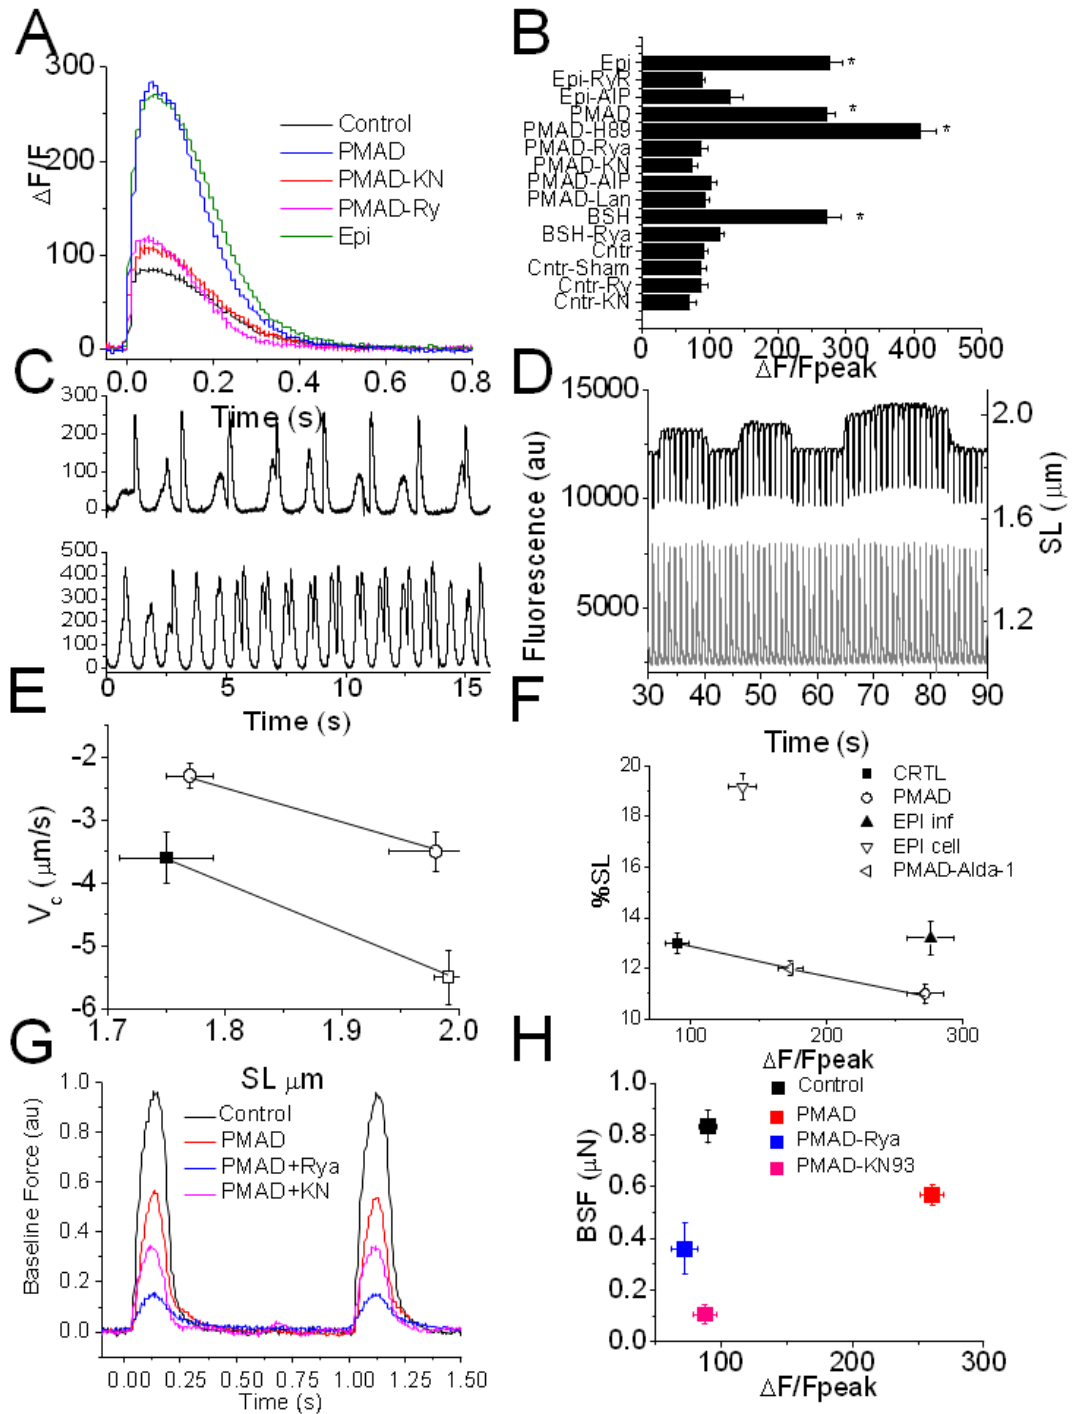 A
300
200
100
0
ΔF/F
Control
PMAD
PMAD-KN
PMAD-Ry
Epi
0.0 0.2 0.4 0.6 0.8
Time (s)
B
Epi *
Epi-RyR
Epi-AIP
PMAD *
PMAD-H89 *
PMAD-Rya
PMAD-KN
PMAD-AIP
PMAD-Lan
BSH *
BSH-Rya
Cntr
Cntr-Sham
Cntr-Ry
Cntr-KN
0 100 200 300 400 500
ΔF/Fpeak
C
300
200
100
0
500
400
300
200
100
0
0 5 10 15
Time (s)
D
15000
10000
5000
Fluorescence (au)
2.0
1.6
1.2
SL (μm)
30 40 50 60 70 80 90
Time (s)
E
-2
-3
-4
-5
-6
Vc (μm/s)
1.7 1.8 1.9 2.0
SL μm
F
20
18
16
14
12
10
%SL
CRTL
PMAD
EPI inf
EPI cell
PMAD-Alda-1
100 200 300
ΔF/Fpeak
G
1.0
0.8
0.6
0.4
0.2
0.0
Baseline Force (au)
Control
PMAD
PMAD+Rya
PMAD+KN
0.00 0.25 0.50 0.75 1.00 1.25 1.50
Time (s)
H
1.0
0.8
0.6
0.4
0.2
0.0
BSF (μN)
Control
PMAD
PMAD-Rya
PMAD-KN93
100 200 300
ΔF/Fpeak